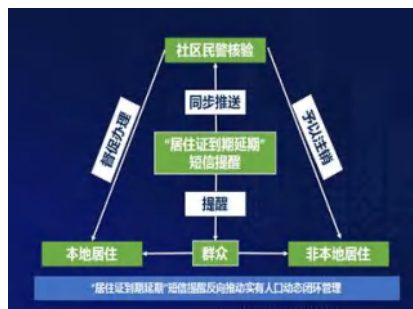 社区民警核验
同步推送
督促办理
予以注销
“居住证到期延期”
短信提醒
提醒
本地居住
群众
非本地居住
“居住证到期延期”短信提醒反向推动实有人口动态闭环管理